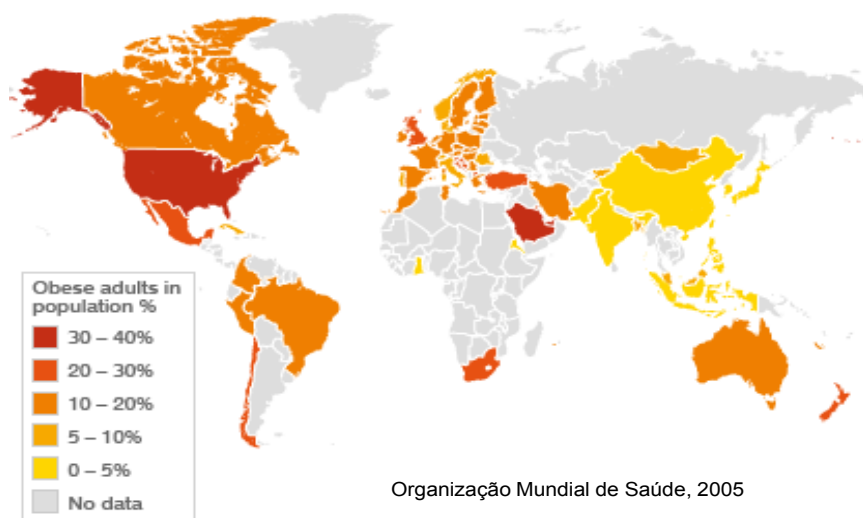 Obese adults in
population %
30 – 40%
20 – 30%
10 – 20%
5 – 10%
0 – 5%
No data
Organização Mundial de Saúde, 2005